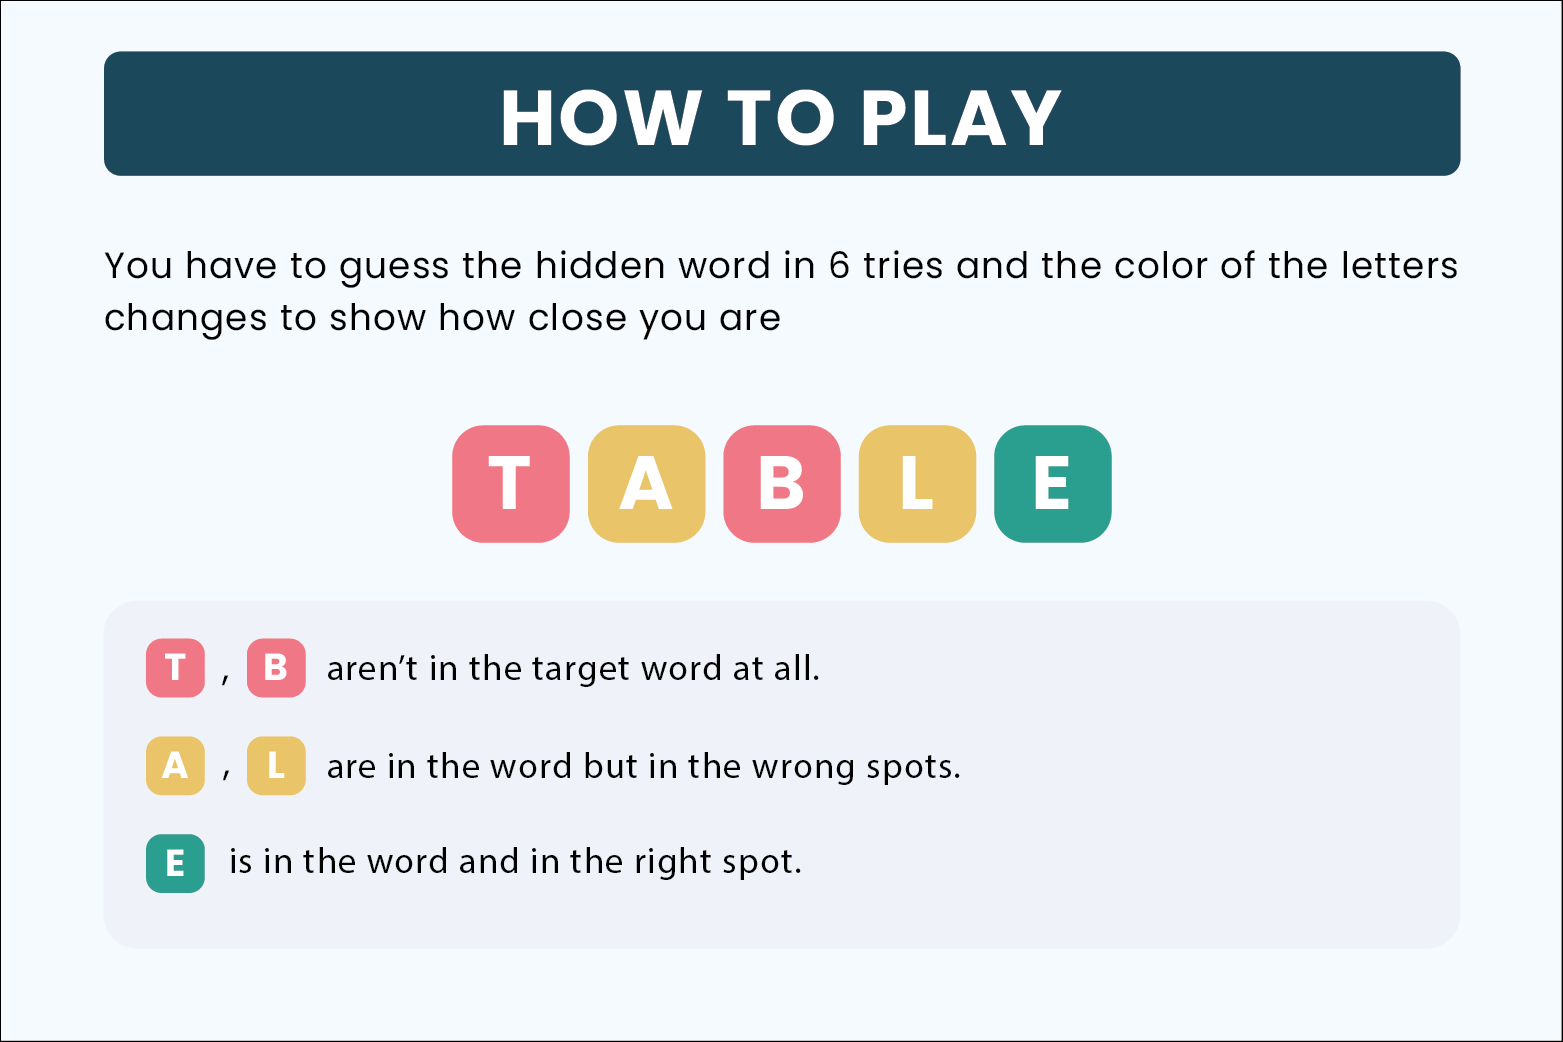 HOW TO PLAY
You have to guess the hidden word in 6 tries and the color of the letters
changes to show how close you are
T A B L E
T , B aren’t in the target word at all.
A , L are in the word but in the wrong spots.
E is in the word and in the right spot.